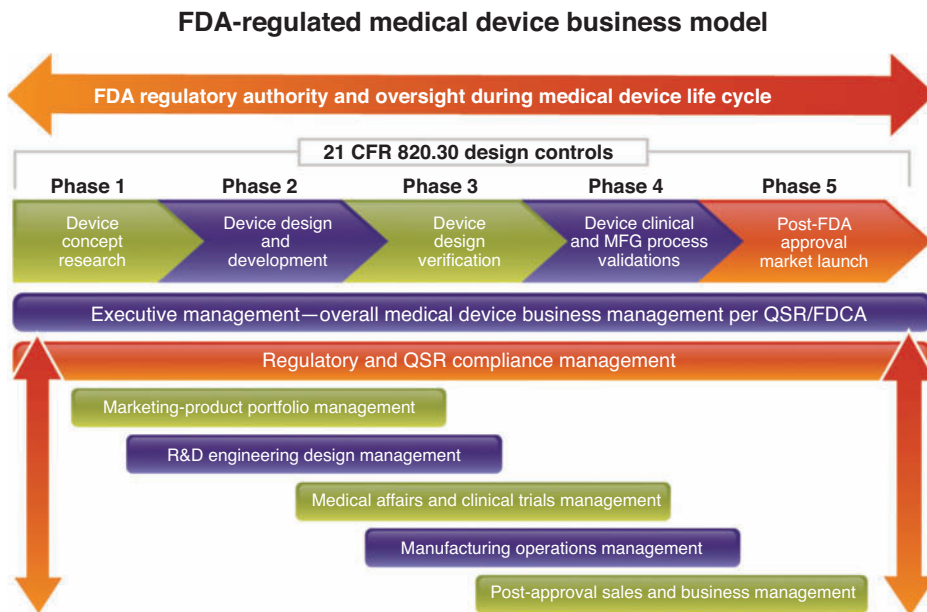 FDA-regulated medical device business model
FDA regulatory authority and oversight during medical device life cycle
21 CFR 820.30 design controls
Phase 1
Phase 2
Phase 3
Phase 4
Phase 5
Device
concept
research
Device design
and
development
Device
design
verification
Device clinical
and MFG process
validations
Post-FDA
approval
market launch
Executive management—overall medical device business management per QSR/FDCA
Regulatory and QSR compliance management
Marketing-product portfolio management
R&D engineering design management
Medical affairs and clinical trials management
Manufacturing operations management
Post-approval sales and business management